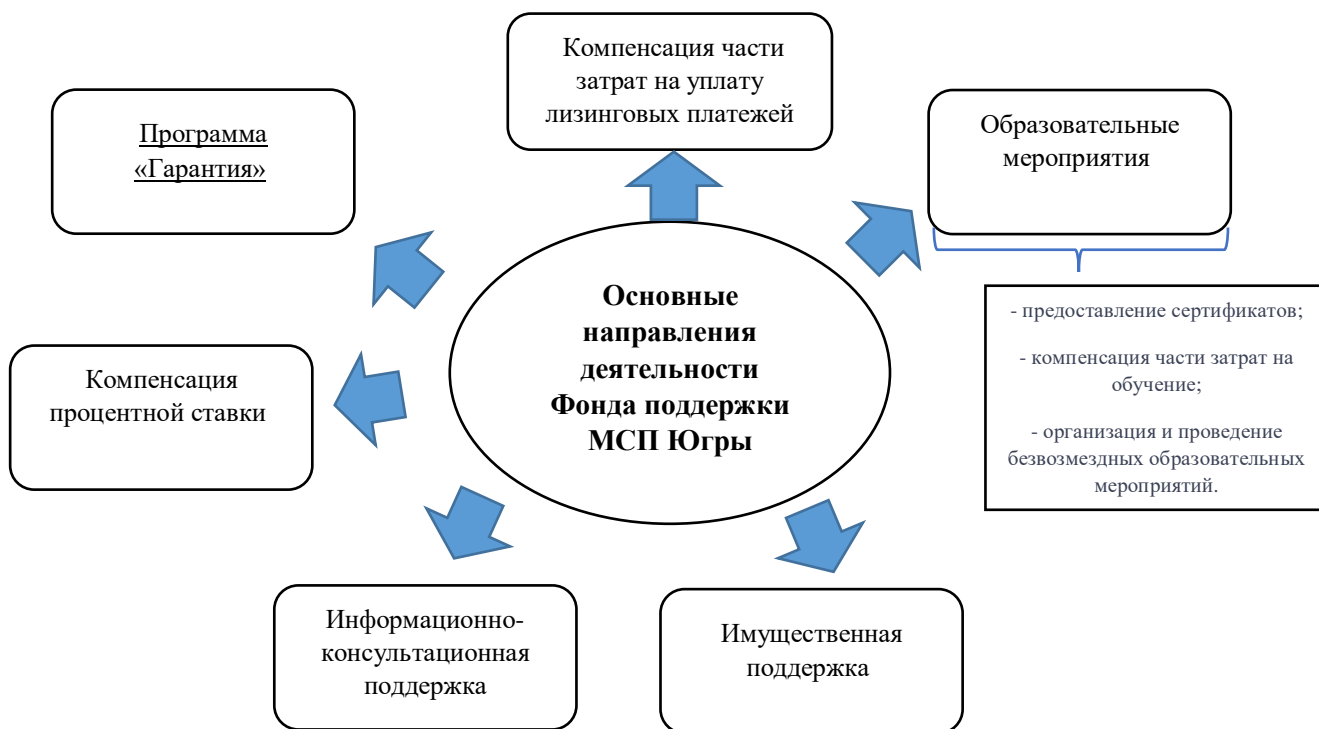 Компенсация части
затрат на уплату
лизинговых платежей
Программа
«Гарантия»
Образовательные
мероприятия
Основные
направления
деятельности
Фонда поддержки
МСП Югры
- предоставление сертификатов;
- компенсация части затрат на
обучение;
- организация и проведение
безвозмездных образовательных
мероприятий.
Компенсация
процентной ставки
Информационно-
консультационная
поддержка
Имущественная
поддержка